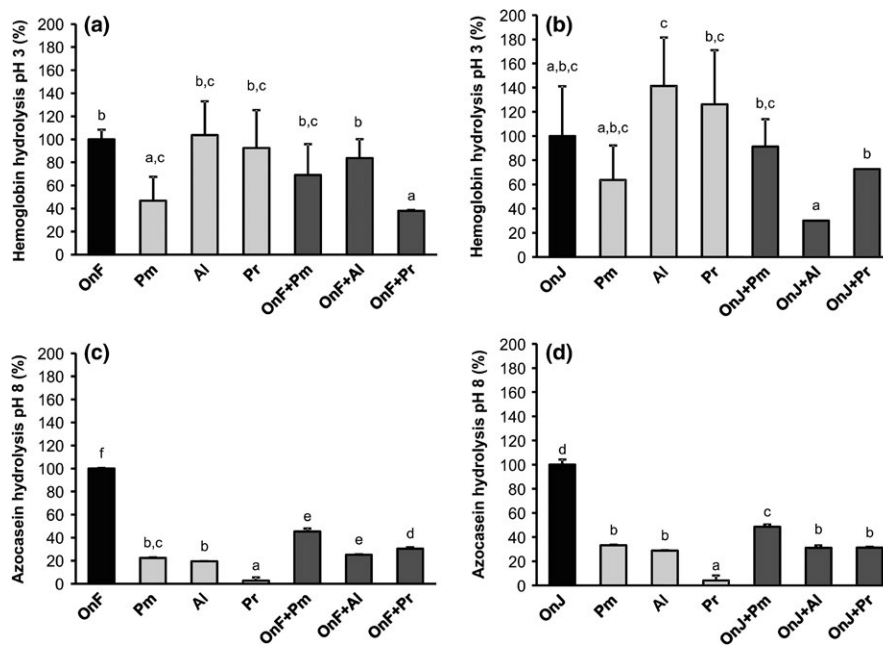 (a)
Hemoglobin hydrolysis pH 3 (%)
200
180
160
140
120
100
80
60
40
20
0
b
a,c
b,c
b,c
b,c
b
a
OnF
Pm
Al
Pr
OnF+Pm
OnF+Al
OnF+Pr
(b)
Hemoglobin hydrolysis pH 3 (%)
200
180
160
140
120
100
80
60
40
20
0
a,b,c
a,b,c
c
b,c
b,c
a
b
OnJ
Pm
Al
Pr
OnJ+Pm
OnJ+Al
OnJ+Pr
(c)
Azocasein hydrolysis pH 8 (%)
200
180
160
140
120
100
80
60
40
20
0
f
b,c
b
a
e
e
d
OnF
Pm
Al
Pr
OnF+Pm
OnF+Al
OnF+Pr
(d)
Azocasein hydrolysis pH 8 (%)
200
180
160
140
120
100
80
60
40
20
0
d
b
b
a
c
b
b
OnJ
Pm
Al
Pr
OnJ+Pm
OnJ+Al
OnJ+Pr